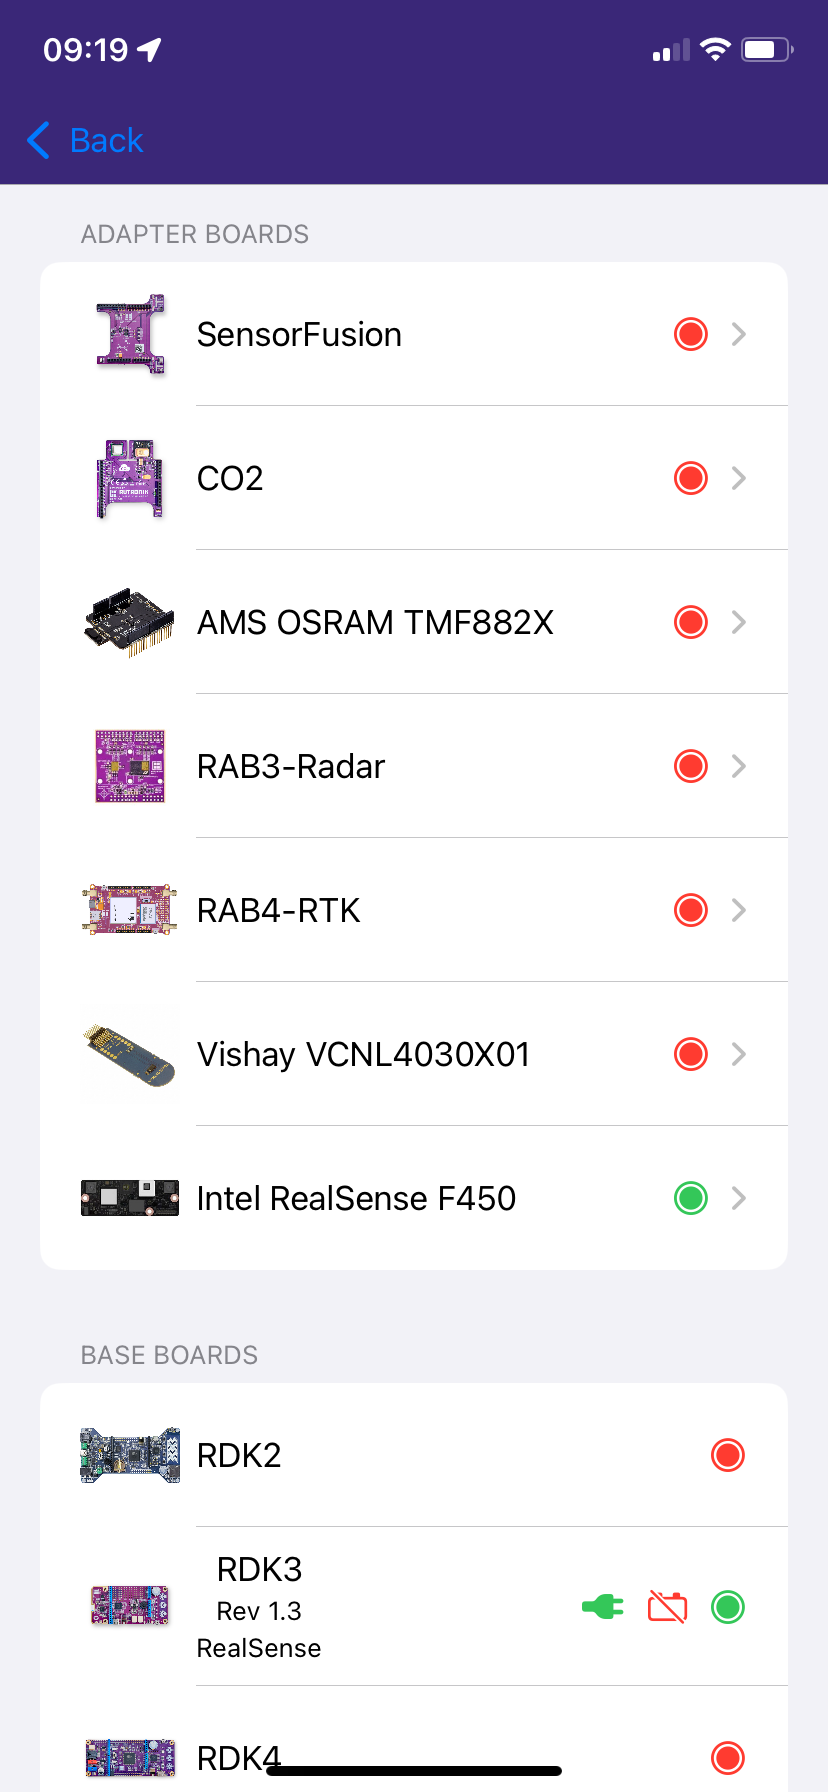 09:19
Back
ADAPTER BOARDS
SensorFusion
CO2
AMS OSRAM TMF882X
RAB3-Radar
RAB4-RTK
Vishay VCNL4030X01
Intel RealSense F450
BASE BOARDS
RDK2
RDK3
Rev 1.3
RealSense
RDK4